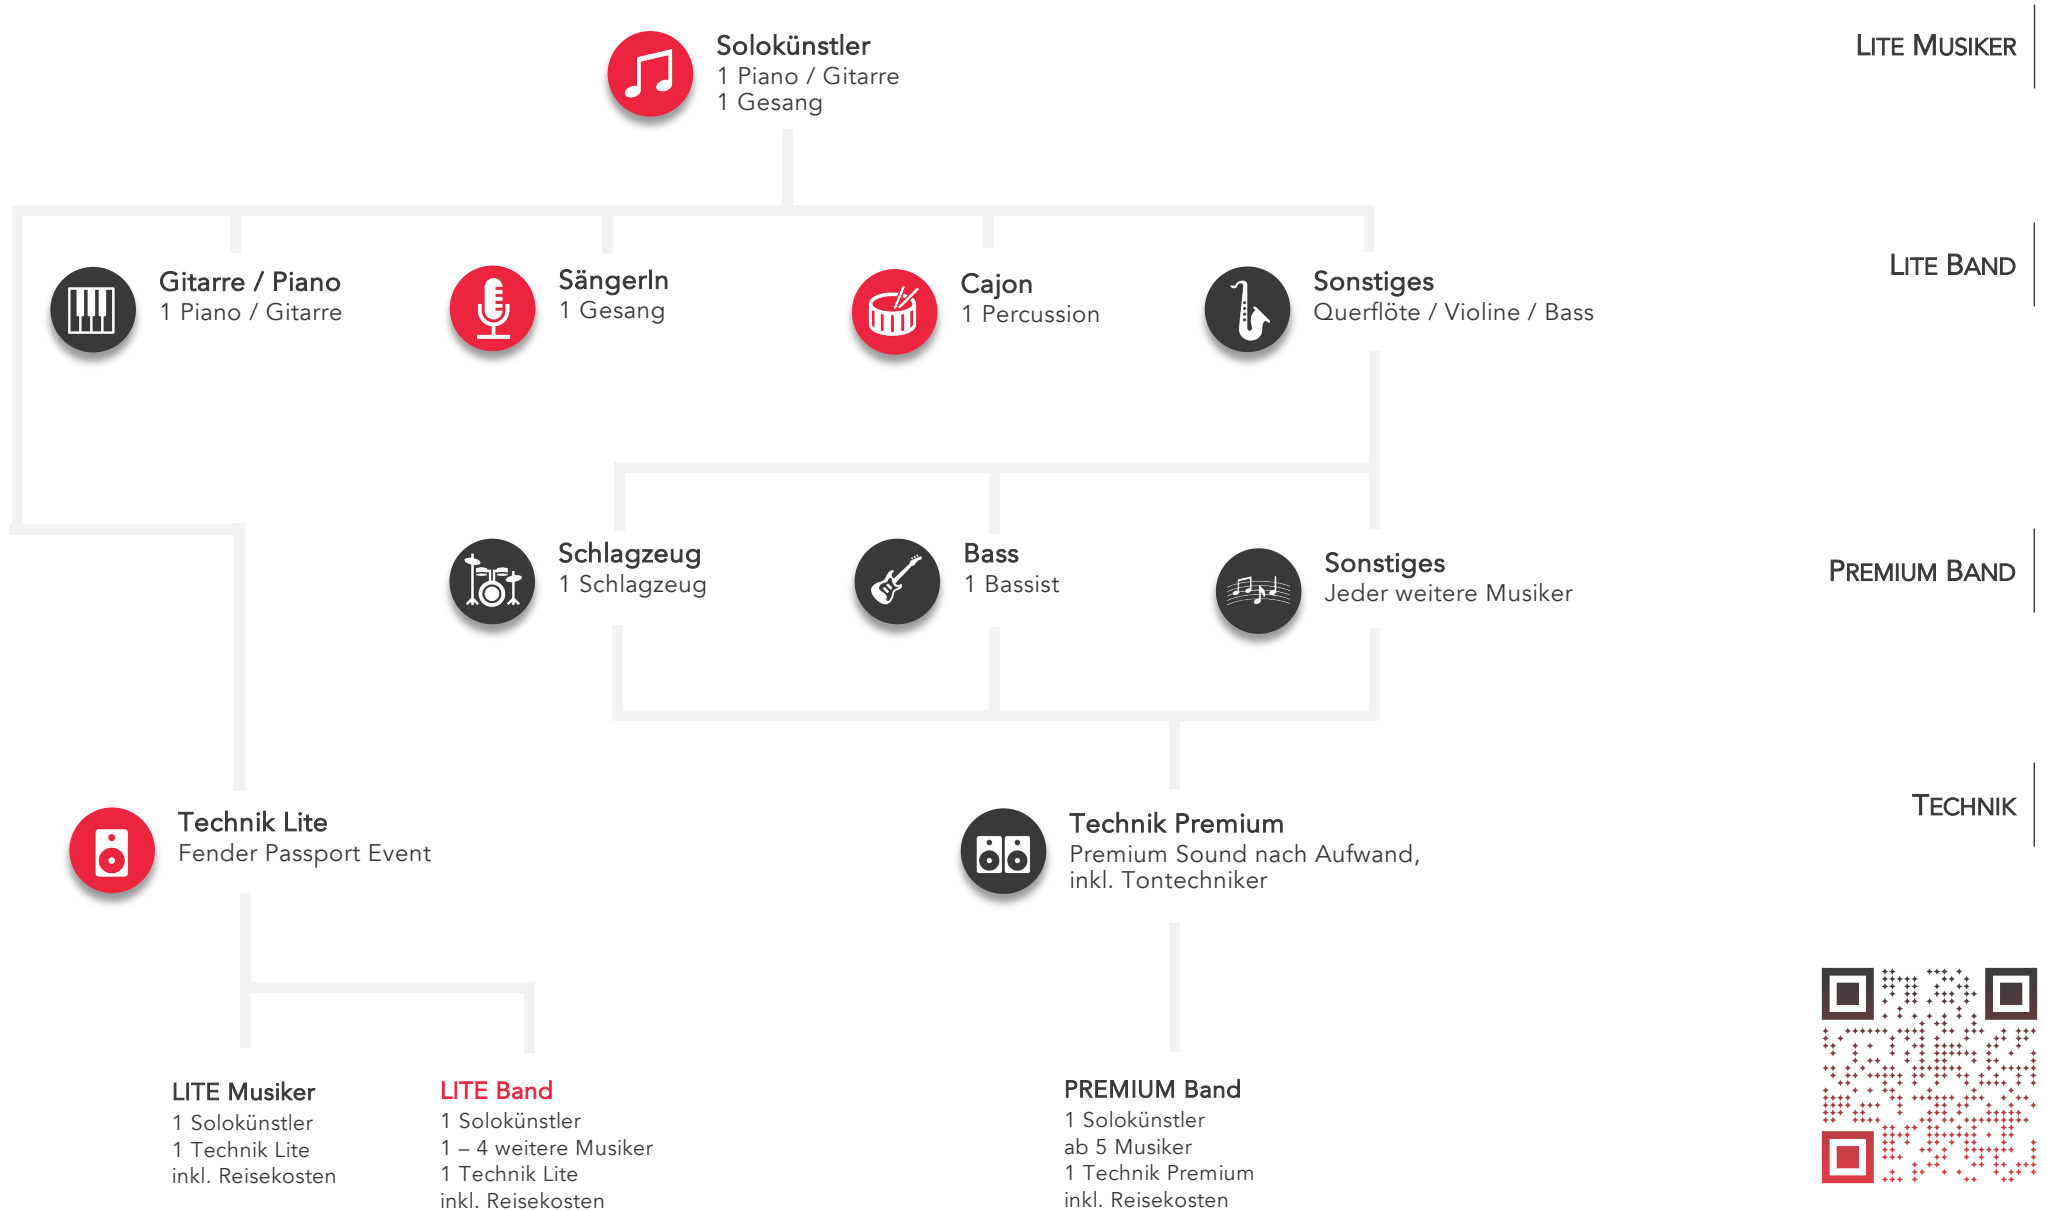 Solokünstler
1 Piano / Gitarre
1 Gesang
LITE MUSIKER
Gitarre / Piano
1 Piano / Gitarre
SängerIn
1 Gesang
Cajon
1 Percussion
Sonstiges
Querflöte / Violine / Bass
LITE BAND
Schlagzeug
1 Schlagzeug
Bass
1 Bassist
Sonstiges
Jeder weitere Musiker
PREMIUM BAND
Technik Lite
Fender Passport Event
Technik Premium
Premium Sound nach Aufwand,
inkl. Tontechniker
TECHNIK
LITE Musiker
1 Solokünstler
1 Technik Lite
inkl. Reisekosten
LITE Band
1 Solokünstler
1 – 4 weitere Musiker
1 Technik Lite
inkl. Reisekosten
PREMIUM Band
1 Solokünstler
ab 5 Musiker
1 Technik Premium
inkl. Reisekosten